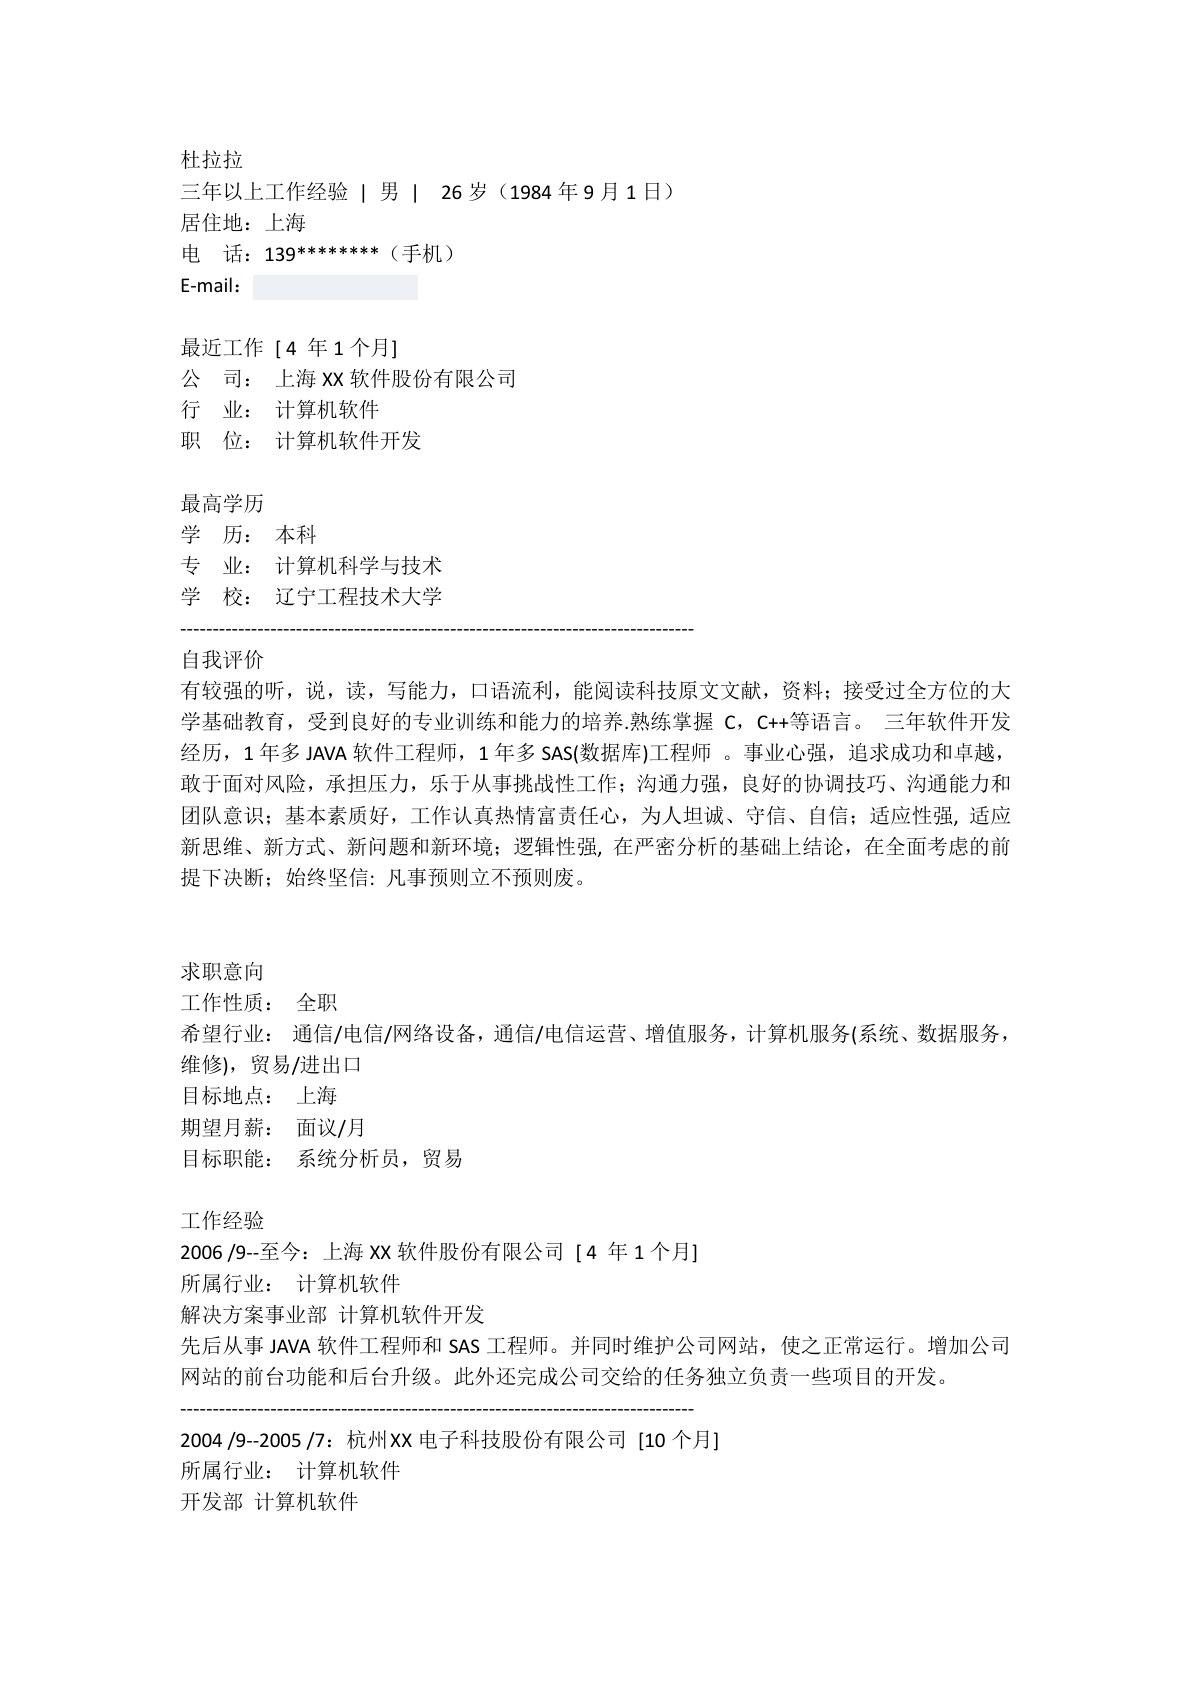 杜拉拉
三年以上工作经验 | 男 | 26 岁（1984 年 9 月 1 日）
居住地：上海
电 话：139********（手机）
E-mail：
最近工作 [ 4 年 1 个月]
公 司： 上海 XX 软件股份有限公司
行 业： 计算机软件
职 位： 计算机软件开发
最高学历
学 历： 本科
专 业： 计算机科学与技术
学 校： 辽宁工程技术大学
--------------------------------------------------------------------------------
自我评价
有较强的听，说，读，写能力，口语流利，能阅读科技原文文献，资料；接受过全方位的大
学基础教育，受到良好的专业训练和能力的培养.熟练掌握 C，C++等语言。 三年软件开发
经历，1 年多 JAVA 软件工程师，1 年多 SAS(数据库)工程师 。事业心强，追求成功和卓越，
敢于面对风险，承担压力，乐于从事挑战性工作；沟通力强，良好的协调技巧、沟通能力和
团队意识；基本素质好，工作认真热情富责任心，为人坦诚、守信、自信；适应性强, 适应
新思维、新方式、新问题和新环境；逻辑性强, 在严密分析的基础上结论，在全面考虑的前
提下决断；始终坚信: 凡事预则立不预则废。
求职意向
工作性质： 全职
希望行业： 通信/电信/网络设备，通信/电信运营、增值服务，计算机服务(系统、数据服务，
维修)，贸易/进出口
目标地点： 上海
期望月薪： 面议/月
目标职能： 系统分析员，贸易
工作经验
2006 /9--至今：上海 XX 软件股份有限公司 [ 4 年 1 个月]
所属行业： 计算机软件
解决方案事业部 计算机软件开发
先后从事 JAVA 软件工程师和 SAS 工程师。并同时维护公司网站，使之正常运行。增加公司
网站的前台功能和后台升级。此外还完成公司交给的任务独立负责一些项目的开发。
--------------------------------------------------------------------------------
2004 /9--2005 /7：杭州XX 电子科技股份有限公司 [10 个月]
所属行业： 计算机软件
开发部 计算机软件